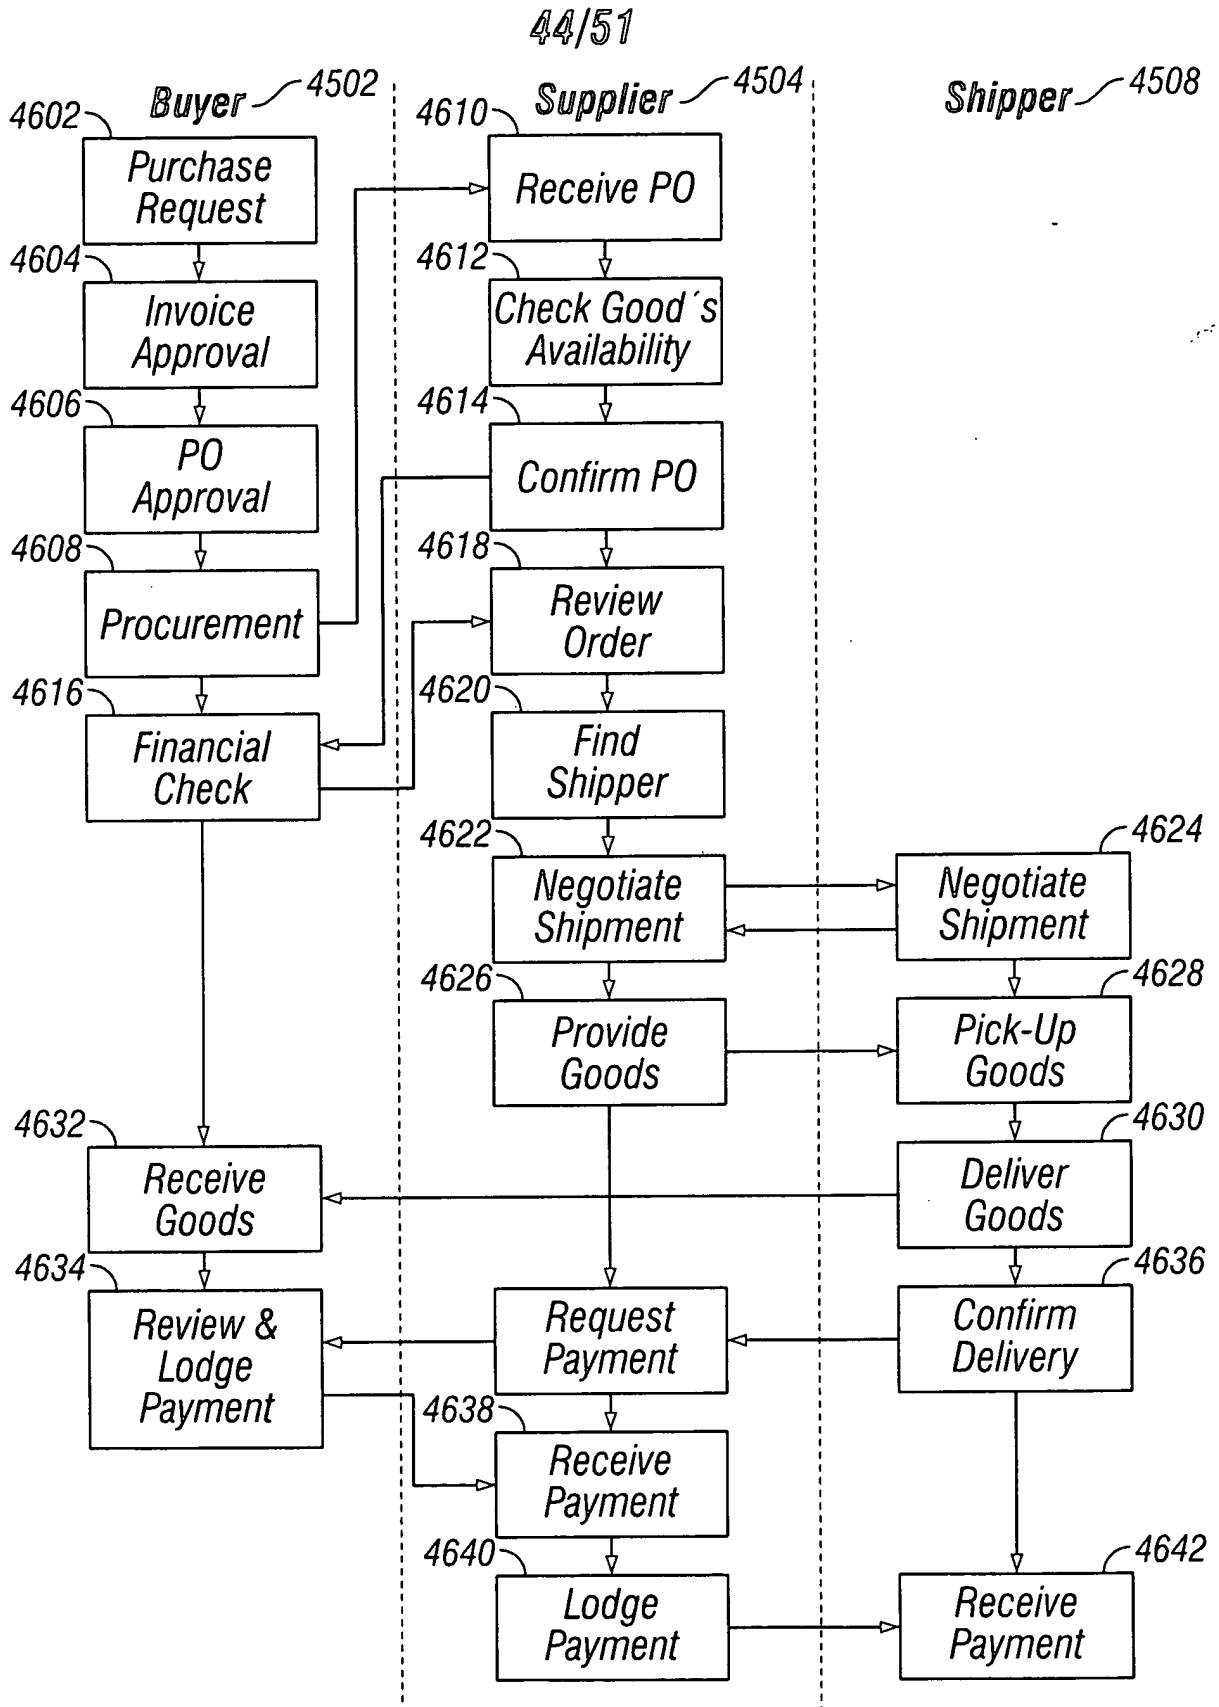 44/51
Buyer 4502
Supplier 4504
Shipper 4508
4602
Purchase
Request
4604
Invoice
Approval
4606
PO
Approval
4608
Procurement
4616
Financial
Check
4632
Receive
Goods
4634
Review &
Lodge
Payment
4610
Receive PO
4612
Check Good´s
Availability
4614
Confirm PO
4618
Review
Order
4620
Find
Shipper
4622
Negotiate
Shipment
4626
Provide
Goods
Request
Payment
4638
Receive
Payment
4640
Lodge
Payment
4624
Negotiate
Shipment
4628
Pick-Up
Goods
4630
Deliver
Goods
4636
Confirm
Delivery
4642
Receive
Payment